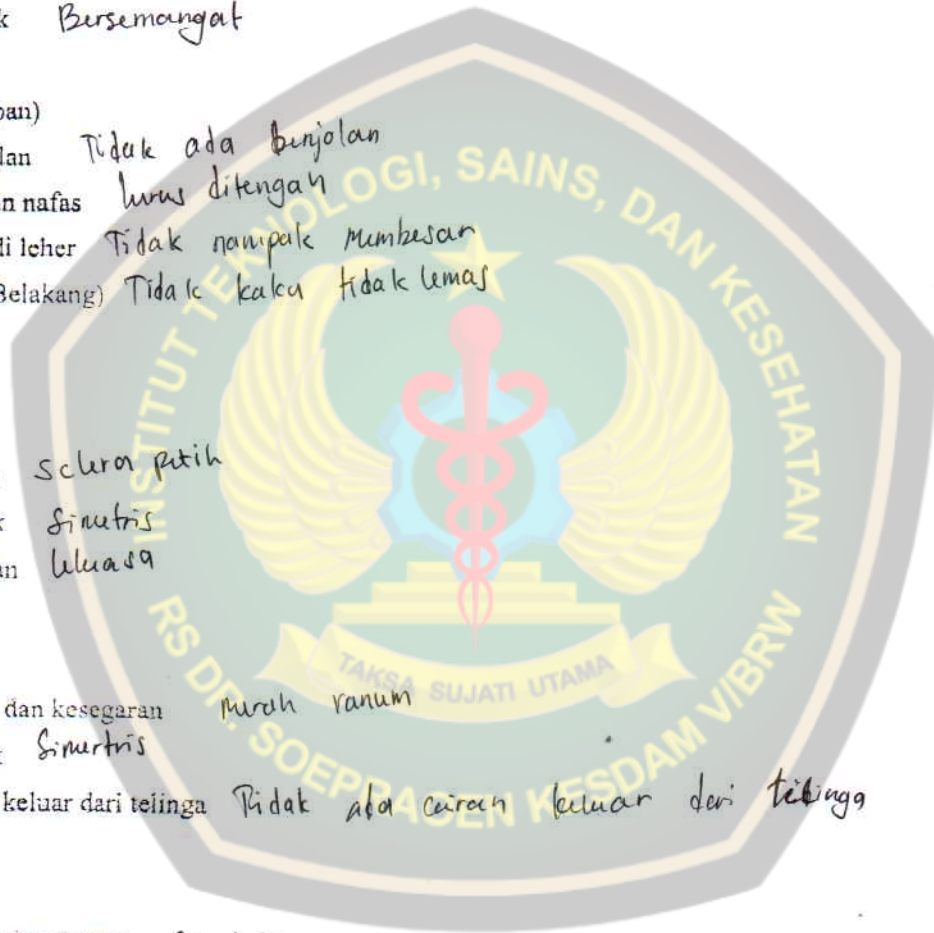 k Bersemangat
pan)
lan Tidak ada benjolan
n nafas lurus ditengah
di leher Tidak nampak membesar
Belakang) Tidak kaku tidak lemas
Sclera putih
k Simetris
an leluasa
dan kesegaran merah ranum
Simertris
keluar dari telinga Tidak ada cairan keluar dari telinga
INSTITUT TEKNOLOGI, SAINS, DAN KESEHATAN
RS DR. SOEPRAOEN KESDAM V/BRW
TAKSA SUJATI UTAMA